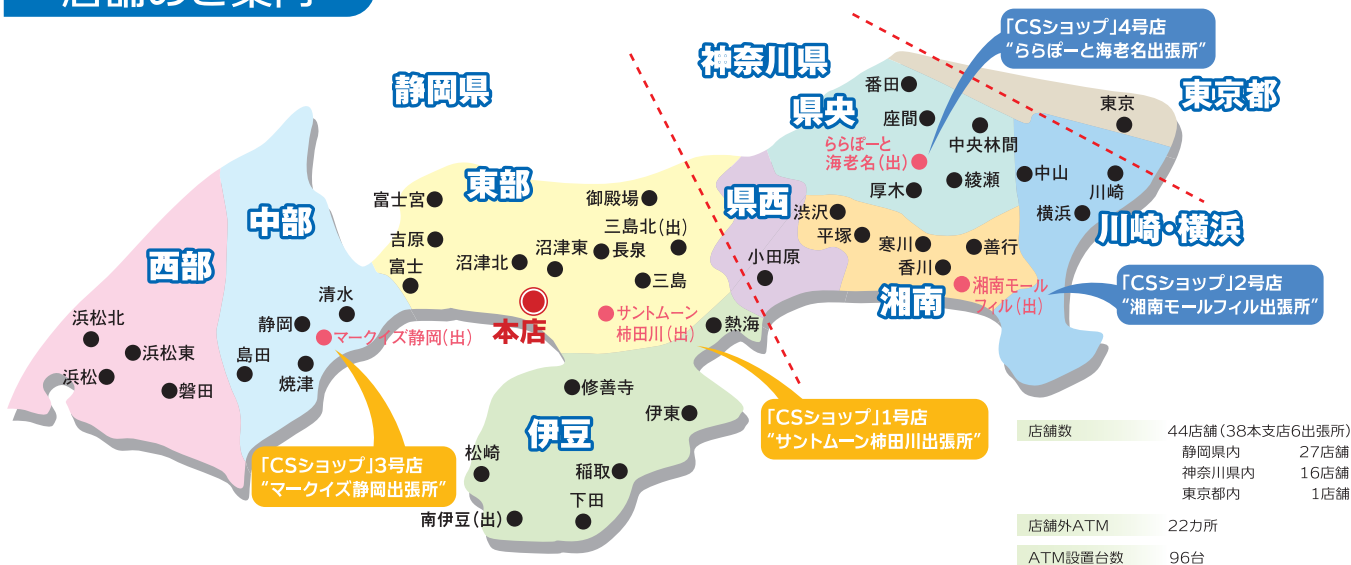 店舗のご案内
静岡県
神奈川県
東京都
「CSショップ」4号店
“ららぽーと海老名出張所”
県央
番田
座間
中央林間
ららぽーと
海老名(出)
厚木
綾瀬
東京
中山
川崎
横浜
川崎・横浜
県西
小田原
渋沢
平塚
寒川
善行
香川
湘南モール
フィル(出)
湘南
「CSショップ」2号店
“湘南モールフィル出張所”
東部
富士宮
御殿場
吉原
三島北(出)
沼津東
長泉
富士
沼津北
三島
本店
サントムーン
柿田川(出)
中部
清水
静岡
マークイズ静岡(出)
島田
焼津
西部
浜松北
浜松東
浜松
磐田
熱海
修善寺
伊東
伊豆
松崎
稲取
下田
南伊豆(出)
「CSショップ」1号店
“サントムーン柿田川出張所”
「CSショップ」3号店
“マークイズ静岡出張所”
店舗数 44店舗(38本支店6出張所)
静岡県内 27店舗
神奈川県内 16店舗
東京都内 1店舗
店舗外ATM 22カ所
ATM設置台数 96台